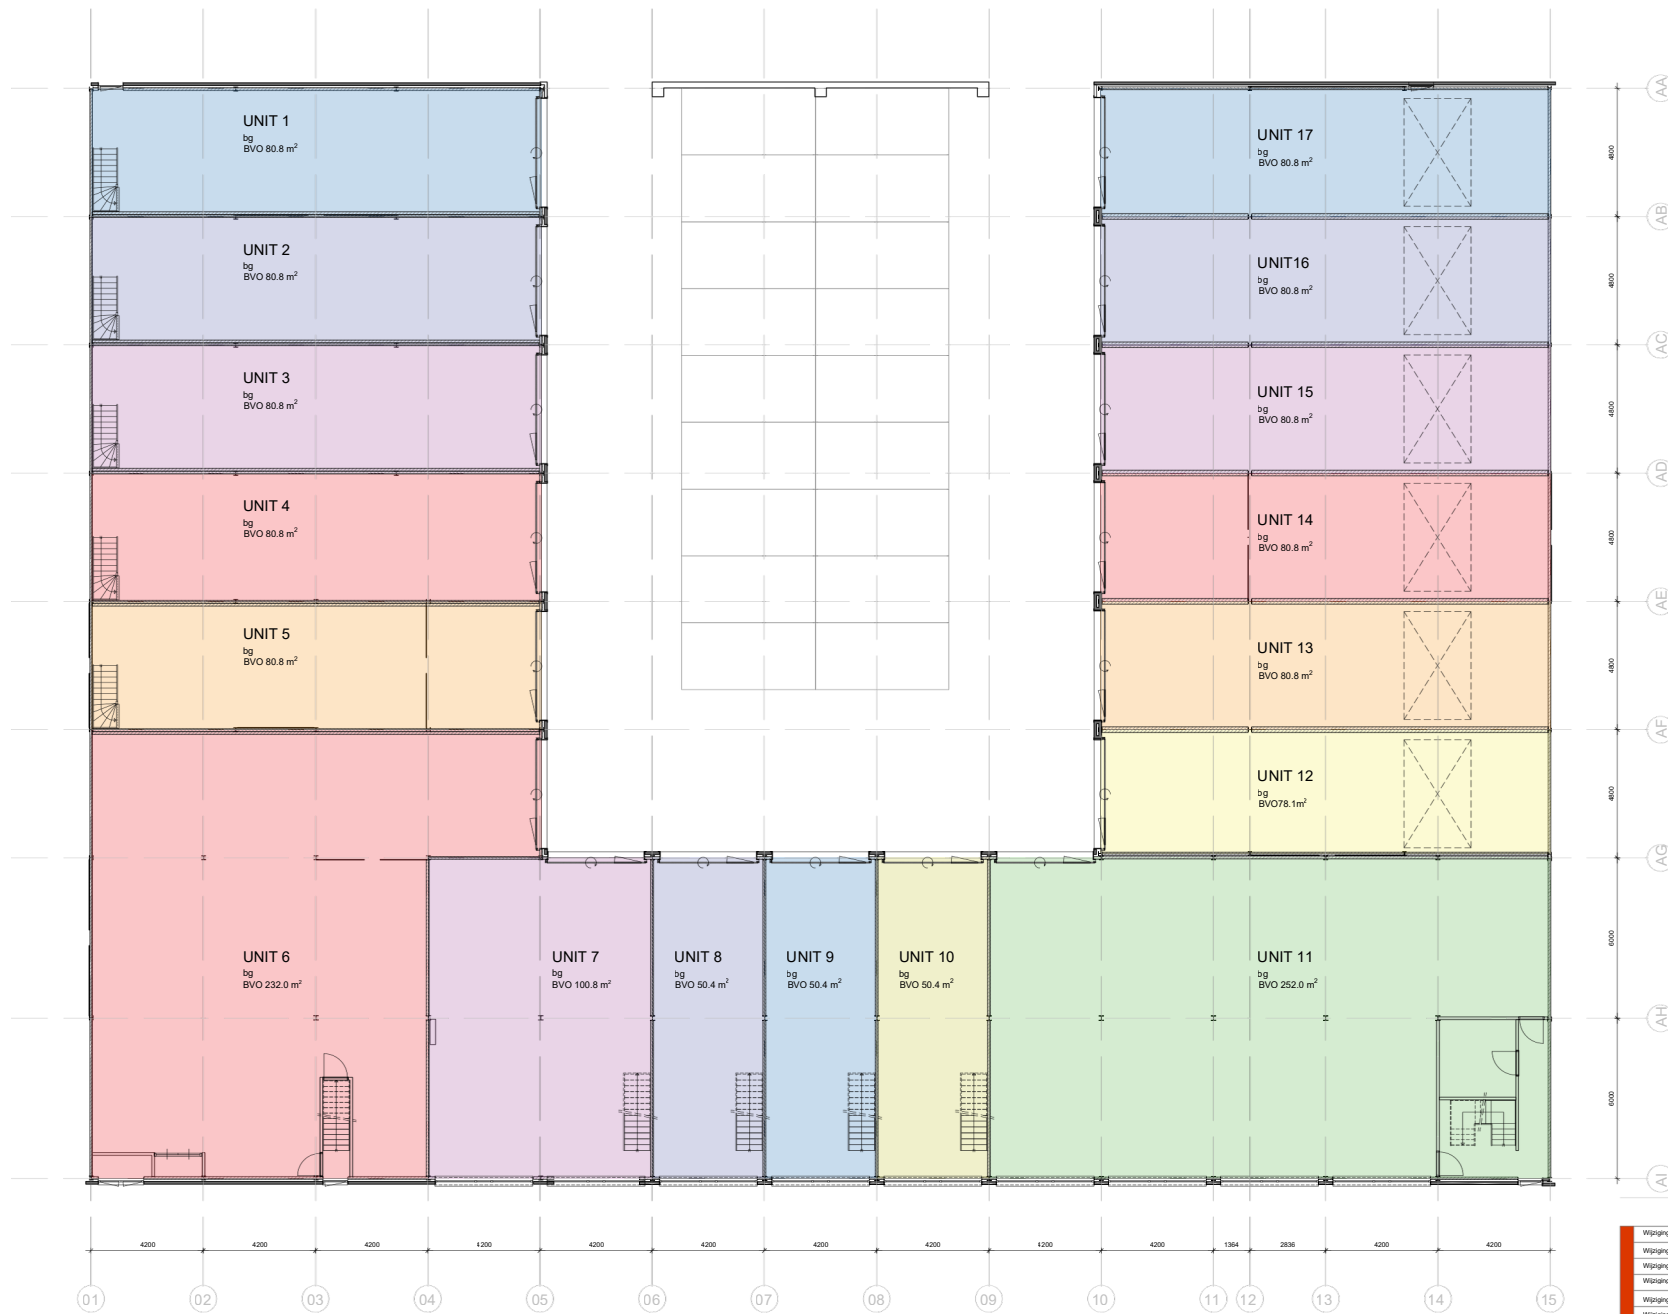 UNIT 1
bg
BVO 80.8 m²
UNIT 17
bg
BVO 80.8 m²
UNIT 2
bg
BVO 80.8 m²
UNIT16
bg
BVO 80.8 m²
UNIT 3
bg
BVO 80.8 m²
UNIT 15
bg
BVO 80.8 m²
UNIT 4
bg
BVO 80.8 m²
UNIT 14
bg
BVO 80.8 m²
UNIT 5
bg
BVO 80.8 m²
UNIT 13
bg
BVO 80.8 m²
UNIT 12
bg
BVO78.1m²
UNIT 6
bg
BVO 232.0 m²
UNIT 7
bg
BVO 100.8 m²
UNIT 8
bg
BVO 50.4 m²
UNIT 9
bg
BVO 50.4 m²
UNIT 10
bg
BVO 50.4 m²
UNIT 11
bg
BVO 252.0 m²
AA
4800
AB
4800
AC
4800
AD
4800
AE
4800
AF
4800
AG
6000
AH
6000
AI
4200 4200 4200 4200 4200 4200 4200 4200 4200 1364 2836 4200 4200
01 02 03 04 05 06 07 08 09 10 11 12 13 14 15
Wijziging
Wijziging
Wijziging
Wijziging
Wijziging